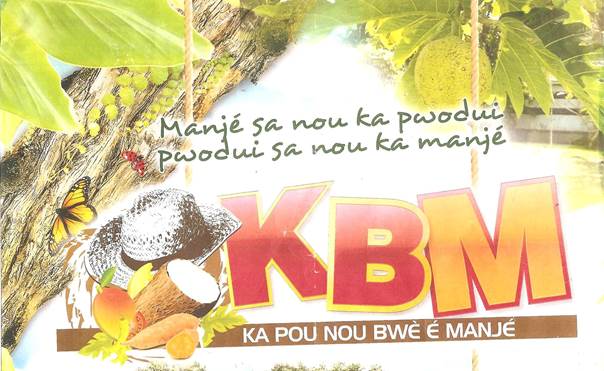 Manjé sa nou ka pwodui
pwodui sa nou ka manjé
KBM
KA POU NOU BWÈ É MANJÉ